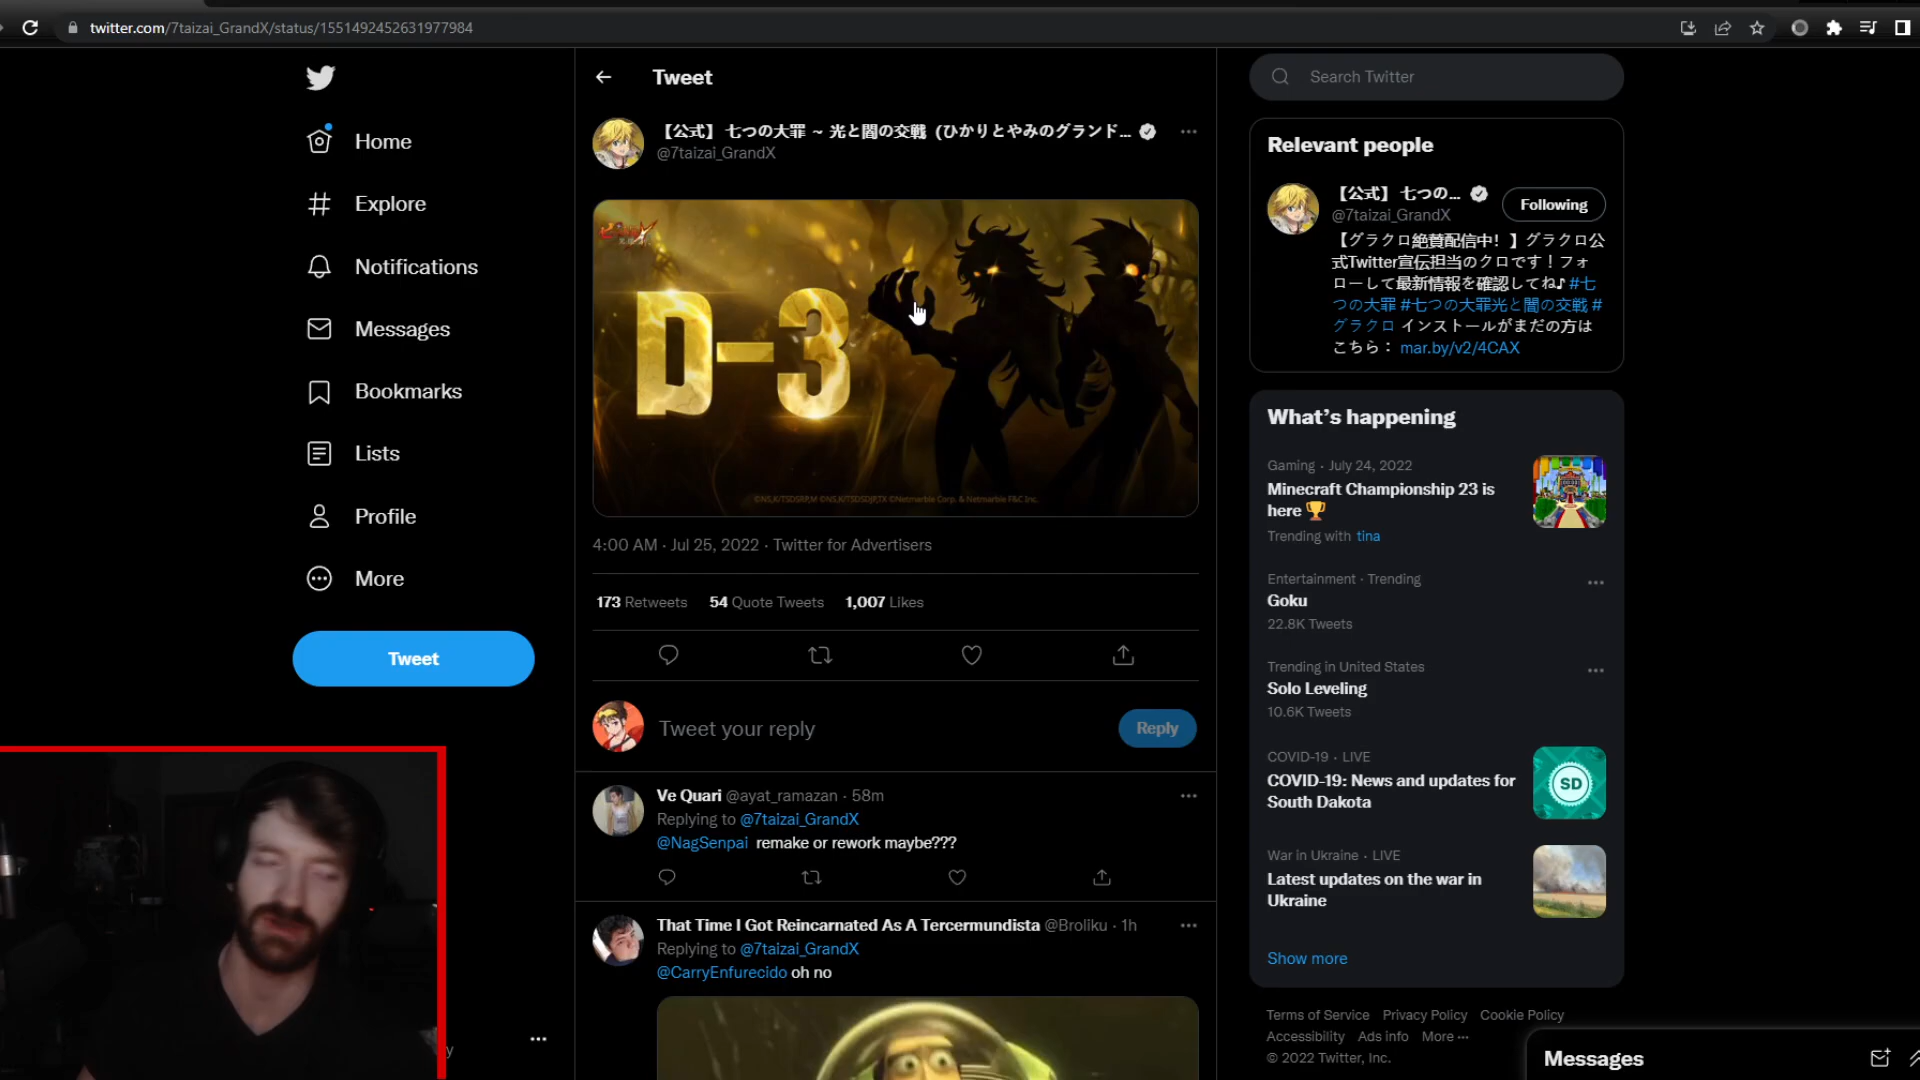 twitter.com/7taizai_GrandX/status/1551492452631977984
Home
Explore
Notifications
Messages
Bookmarks
Lists
Profile
More
Tweet
Tweet
【公式】 七つの大罪 ~ 光と闇の交戦 (ひかりとやみのグランド...
@7taizai_GrandX
D-3
©NS,K/TSDSRP,M ©NS,K/TSDSDJP,TX ©Netmarble Corp. & Netmarble F&C Inc.
4:00 AM · Jul 25, 2022 · Twitter for Advertisers
173 Retweets 54 Quote Tweets 1,007 Likes
Tweet your reply
Reply
Ve Quari @ayat_ramazan · 58m
Replying to @7taizai_GrandX
@NagSenpai remake or rework maybe???
That Time I Got Reincarnated As A Tercermundista @Broliku · 1h
Replying to @7taizai_GrandX
@CarryEnfurecido oh no
Search Twitter
Relevant people
【公式】 七つの...
Following
@7taizai_GrandX
【グラクロ絶賛配信中！】グラクロ公
式Twitter宣伝担当のクロです！フォ
ローして最新情報を確認してね♪ #七
つの大罪 #七つの大罪光と闇の交戦 #
グラクロ インストールがまだの方は
こちら： mar.by/v2/4CAX
What's happening
Gaming · July 24, 2022
Minecraft Championship 23 is
here 🏆
Trending with tina
Entertainment · Trending
Goku
22.8K Tweets
Trending in United States
Solo Leveling
10.6K Tweets
COVID-19 · LIVE
COVID-19: News and updates for
South Dakota
SD
War in Ukraine · LIVE
Latest updates on the war in
Ukraine
Show more
Terms of Service Privacy Policy Cookie Policy
Accessibility Ads info More ···
© 2022 Twitter, Inc.
Messages